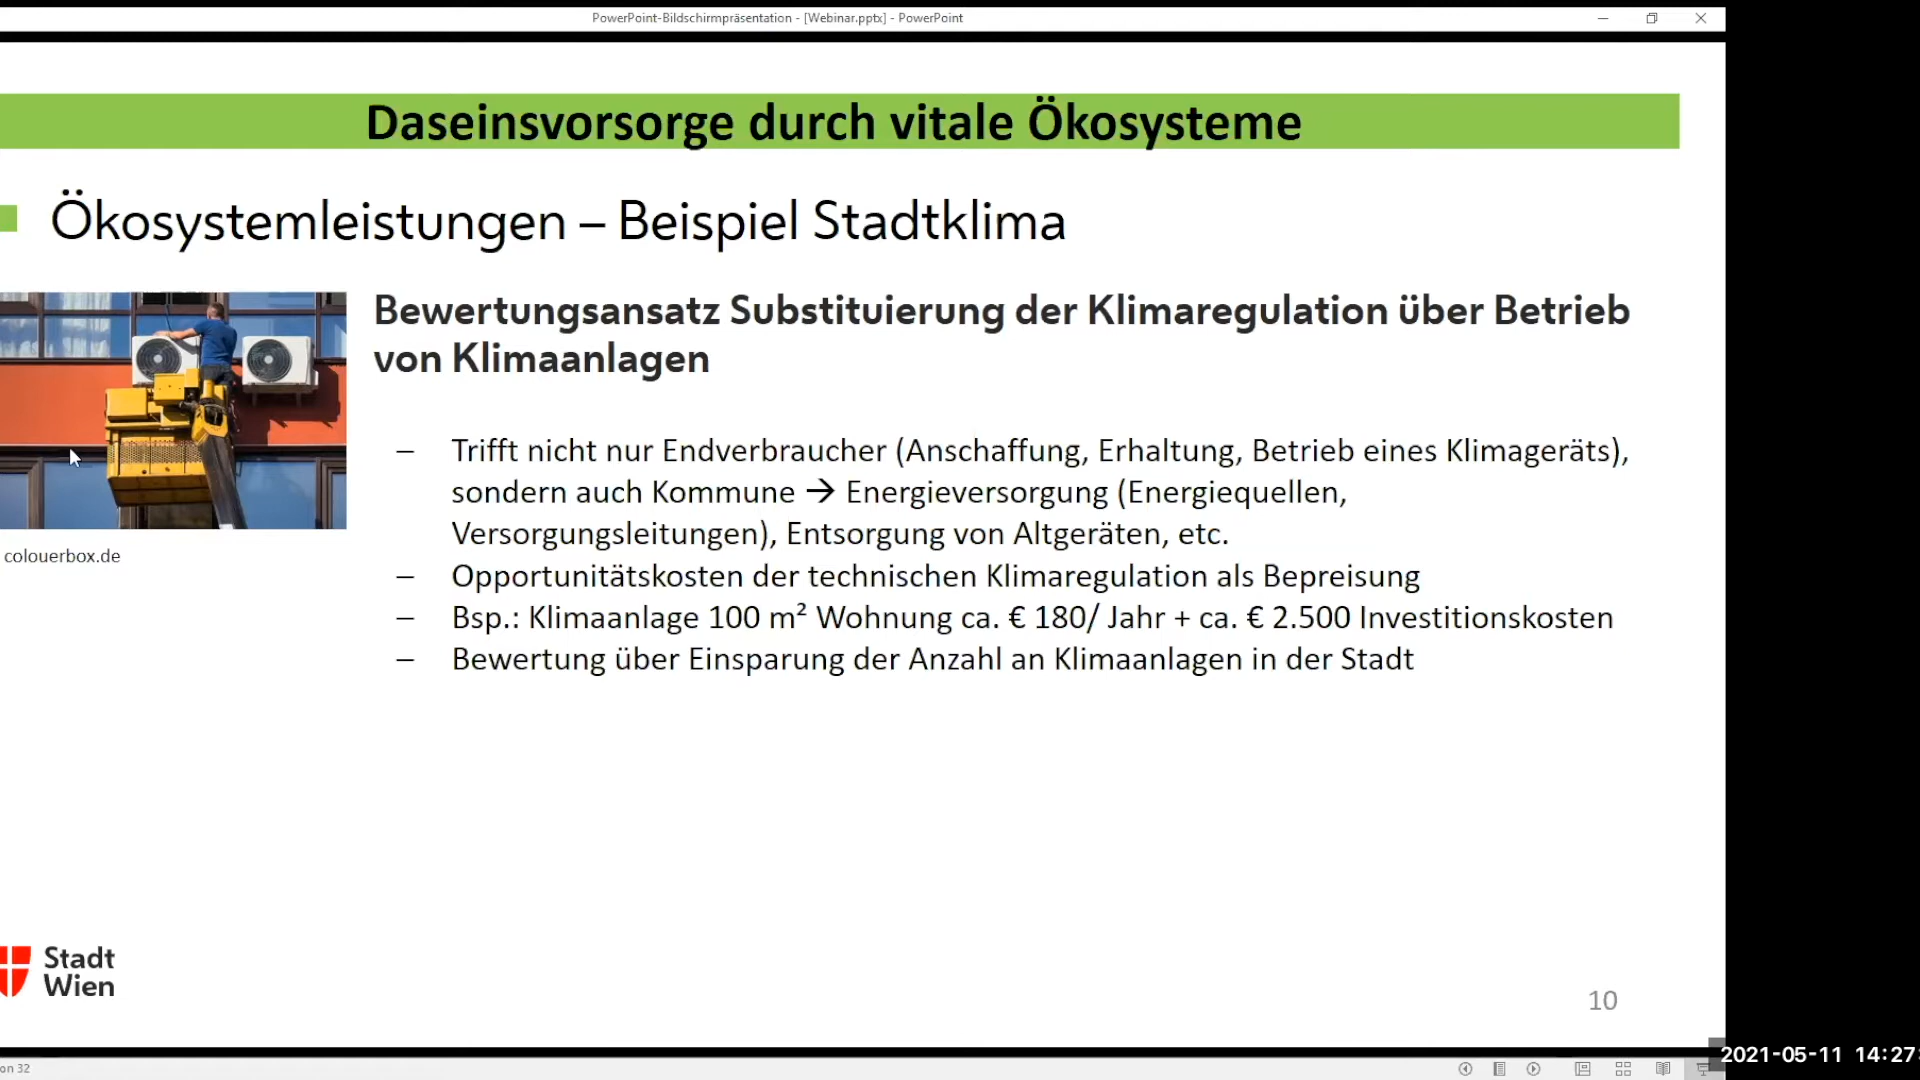 PowerPoint-Bildschirmpräsentation - [Webinar.pptx] - PowerPoint
Daseinsvorsorge durch vitale Ökosysteme
Ökosystemleistungen – Beispiel Stadtklima
Bewertungsansatz Substituierung der Klimaregulation über Betrieb
von Klimaanlagen
– Trifft nicht nur Endverbraucher (Anschaffung, Erhaltung, Betrieb eines Klimageräts),
sondern auch Kommune → Energieversorgung (Energiequellen,
Versorgungsleitungen), Entsorgung von Altgeräten, etc.
– Opportunitätskosten der technischen Klimaregulation als Bepreisung
– Bsp.: Klimaanlage 100 m² Wohnung ca. € 180/ Jahr + ca. € 2.500 Investitionskosten
– Bewertung über Einsparung der Anzahl an Klimaanlagen in der Stadt
colouerbox.de
Stadt
Wien
10
on 32
2021-05-11 14:27: